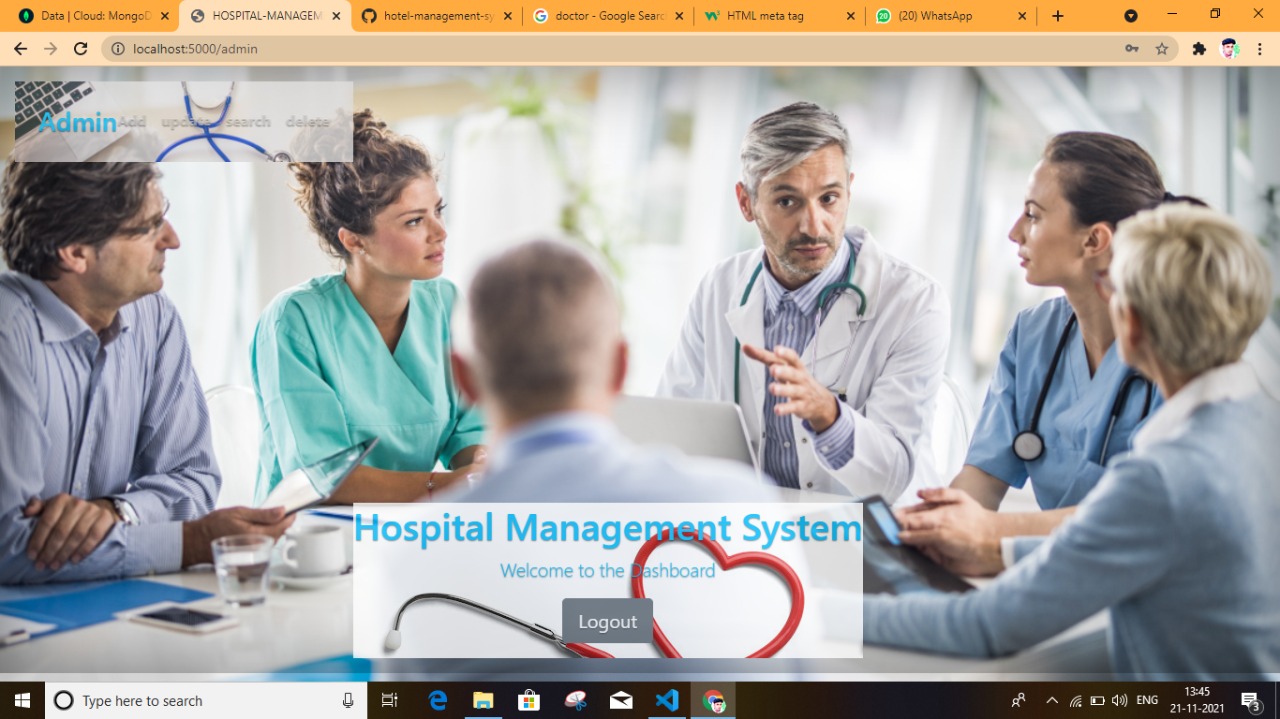 Data | Cloud: MongoD
HOSPITAL-MANAGEM
hotel-management-sy
doctor - Google Searc
HTML meta tag
20
(20) WhatsApp
localhost:5000/admin
Admin
Add update search delete
Hospital Management System
Welcome to the Dashboard
Logout
Type here to search
ENG
13:45
21-11-2021
3